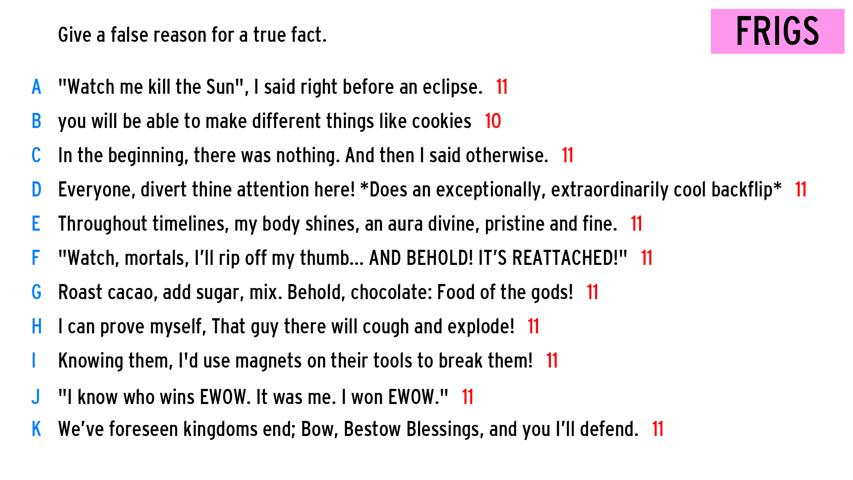 Give a false reason for a true fact.
FRIGS
A "Watch me kill the Sun", I said right before an eclipse. 11
B you will be able to make different things like cookies 10
C In the beginning, there was nothing. And then I said otherwise. 11
D Everyone, divert thine attention here! *Does an exceptionally, extraordinarily cool backflip* 11
E Throughout timelines, my body shines, an aura divine, pristine and fine. 11
F "Watch, mortals, I'll rip off my thumb... AND BEHOLD! IT'S REATTACHED!" 11
G Roast cacao, add sugar, mix. Behold, chocolate: Food of the gods! 11
H I can prove myself, That guy there will cough and explode! 11
I Knowing them, I'd use magnets on their tools to break them! 11
J "I know who wins EWOW. It was me. I won EWOW." 11
K We've foreseen kingdoms end; Bow, Bestow Blessings, and you I'll defend. 11